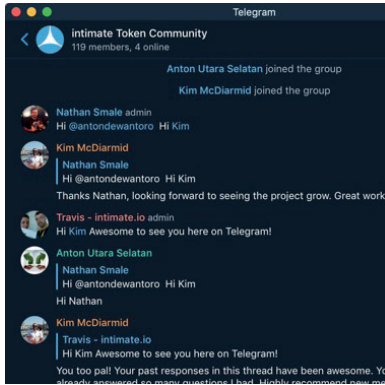 Telegram
intimate Token Community
119 members, 4 online
Anton Utara Selatan joined the group
Kim McDiarmid joined the group
Nathan Smale admin
Hi @antondewantoro Hi Kim
Kim McDiarmid
Nathan Smale
Hi @antondewantoro Hi Kim
Thanks Nathan, looking forward to seeing the project grow. Great work
Travis - intimate.io admin
Hi Kim Awesome to see you here on Telegram!
Anton Utara Selatan
Nathan Smale
Hi @antondewantoro Hi Kim
Hi Nathan
Kim McDiarmid
Travis - intimate.io
Hi Kim Awesome to see you here on Telegram!
You too pal! Your past responses in this thread have been awesome.
already answered so many questions I had. Highly recommend new